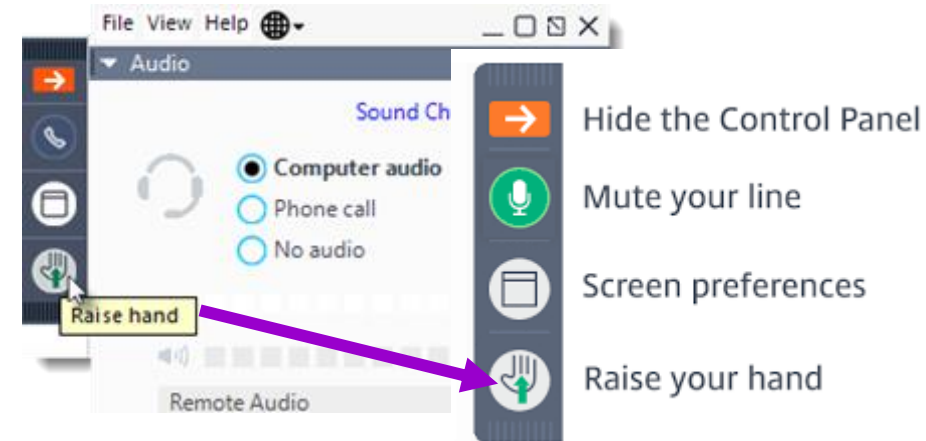 File View Help
Audio
Sound Ch
Computer audio
Phone call
No audio
Raise hand
Remote Audio
Hide the Control Panel
Mute your line
Screen preferences
Raise your hand